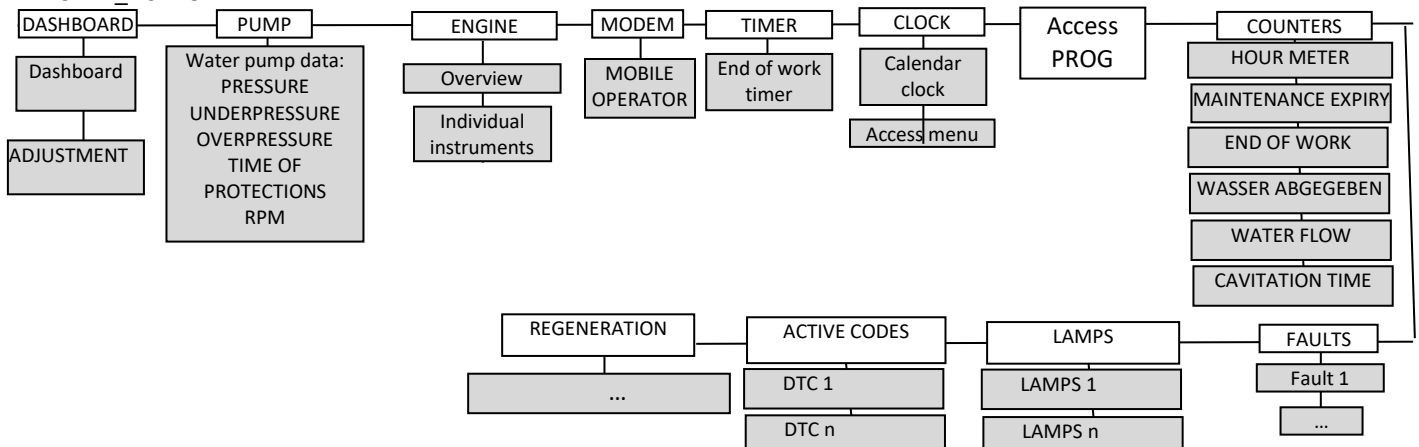 DASHBOARD
Dashboard
ADJUSTMENT
PUMP
Water pump data:
PRESSURE
UNDERPRESSURE
OVERPRESSURE
TIME OF
PROTECTIONS
RPM
ENGINE
Overview
Individual
instruments
MODEM
MOBILE
OPERATOR
TIMER
End of work
timer
CLOCK
Calendar
clock
Access menu
Access
PROG
COUNTERS
HOUR METER
MAINTENANCE EXPIRY
END OF WORK
WASSER ABGEGEBEN
WATER FLOW
CAVITATION TIME
REGENERATION
...
ACTIVE CODES
DTC 1
DTC n
LAMPS
LAMPS 1
LAMPS n
FAULTS
Fault 1
...